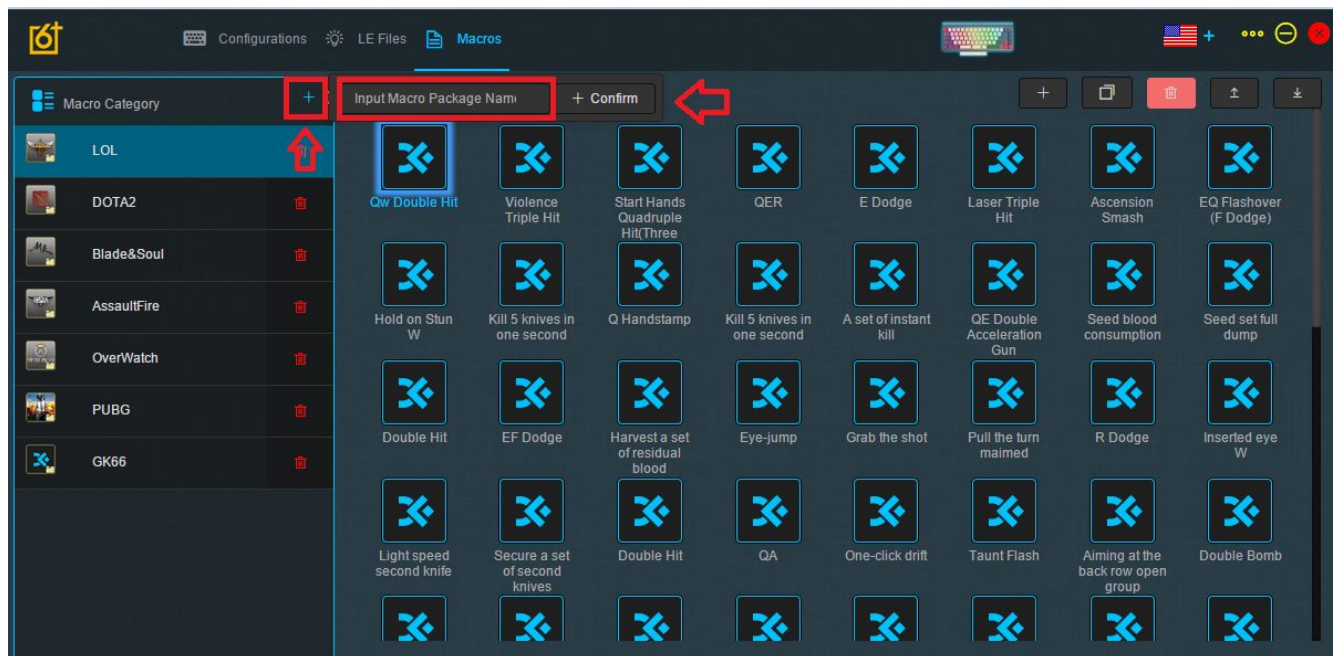 Configurations LE Files Macros
Macro Category
Input Macro Package Nam
+ Confirm
LOL
DOTA2
Blade&Soul
AssaultFire
OverWatch
PUBG
GK66
Qw Double Hit
Violence
Triple Hit
Start Hands
Quadruple
Hit(Three
QER
E Dodge
Laser Triple
Hit
Ascension
Smash
EQ Flashover
(F Dodge)
Hold on Stun
W
Kill 5 knives in
one second
Q Handstamp
Kill 5 knives in
one second
A set of instant
kill
QE Double
Acceleration
Gun
Seed blood
consumption
Seed set full
dump
Double Hit
EF Dodge
Harvest a set
of residual
blood
Eye-jump
Grab the shot
Pull the turn
maimed
R Dodge
Inserted eye
W
Light speed
second knife
Secure a set
of second
knives
Double Hit
QA
One-click drift
Taunt Flash
Aiming at the
back row open
group
Double Bomb